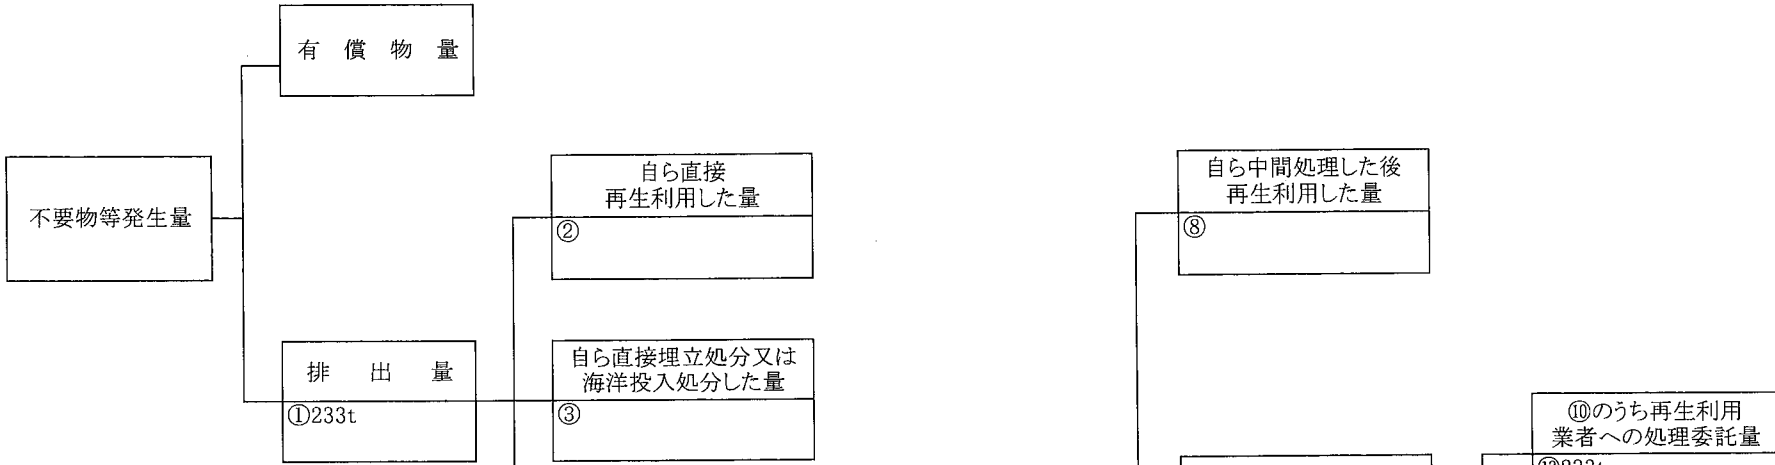 有 償 物 量
不要物等発生量
自ら直接
再生利用した量
②
自ら中間処理した後
再生利用した量
⑧
排 出 量
①233t
自ら直接埋立処分又は
海洋投入処分した量
③
⑩のうち再生利用
業者への処理委託量